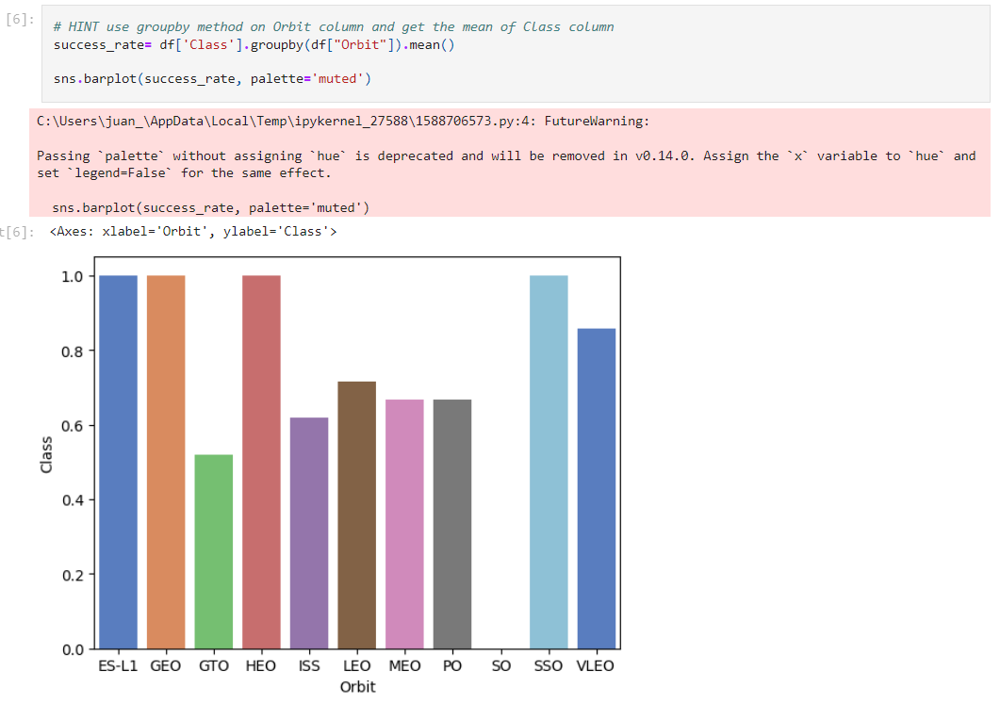 [6]:
# HINT use groupby method on Orbit column and get the mean of Class column
success_rate= df['Class'].groupby(df["Orbit"]).mean()
sns.barplot(success_rate, palette='muted')
C:\Users\juan_\AppData\Local\Temp\ipykernel_27588\1588706573.py:4: FutureWarning:
Passing `palette` without assigning `hue` is deprecated and will be removed in v0.14.0. Assign the `x` variable to `hue` and
set `legend=False` for the same effect.
sns.barplot(success_rate, palette='muted')
t[6]: <Axes: xlabel='Orbit', ylabel='Class'>
1.0
0.8
0.6
Class
0.4
0.2
0.0
ES-L1 GEO GTO HEO ISS LEO MEO PO SO SSO VLEO
Orbit